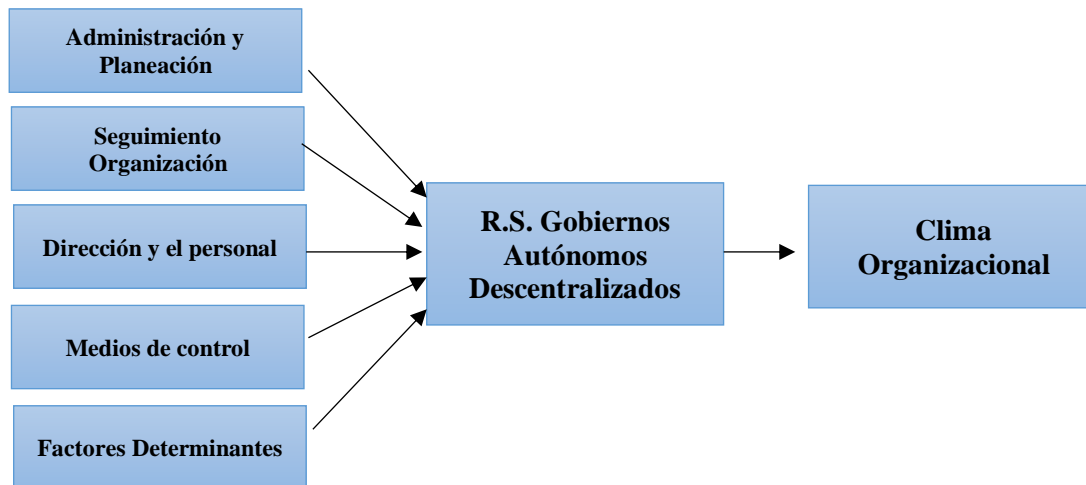 Administración y
Planeación
Seguimiento
Organización
Dirección y el personal
Medios de control
Factores Determinantes
R.S. Gobiernos
Autónomos
Descentralizados
Clima
Organizacional